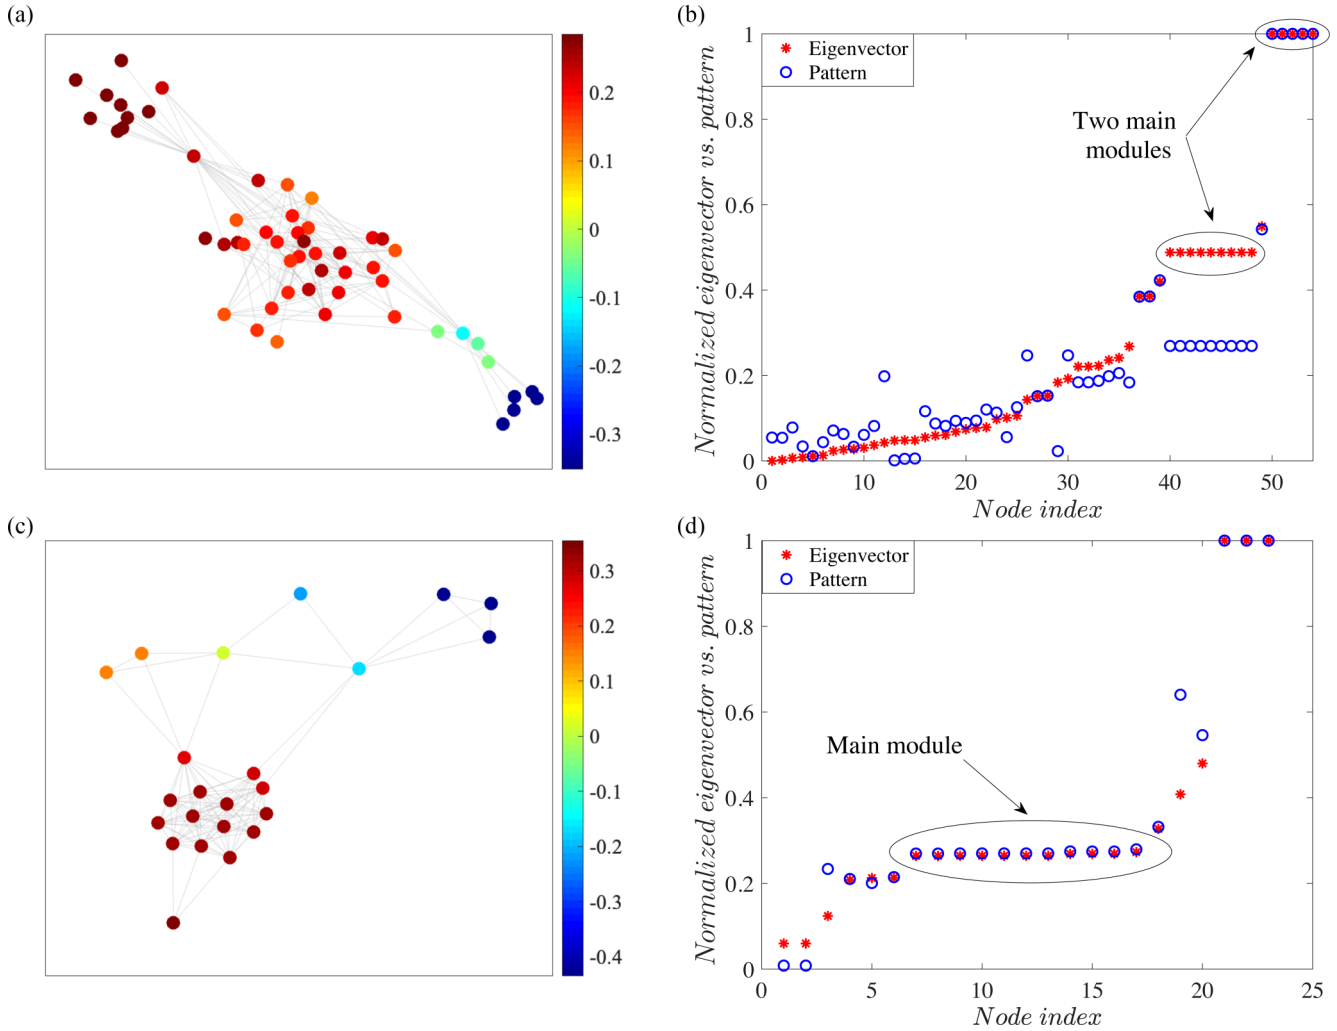 (a)
0.2
0.1
0
-0.1
-0.2
-0.3
(b)
Normalized eigenvector vs. pattern
1
0.8
0.6
0.4
0.2
0
Eigenvector
Pattern
Two main
modules
0
10
20
30
40
50
Node index
(c)
0.3
0.2
0.1
0
-0.1
-0.2
-0.3
-0.4
(d)
Normalized eigenvector vs. pattern
1
0.8
0.6
0.4
0.2
0
Eigenvector
Pattern
Main module
0
5
10
15
20
25
Node index